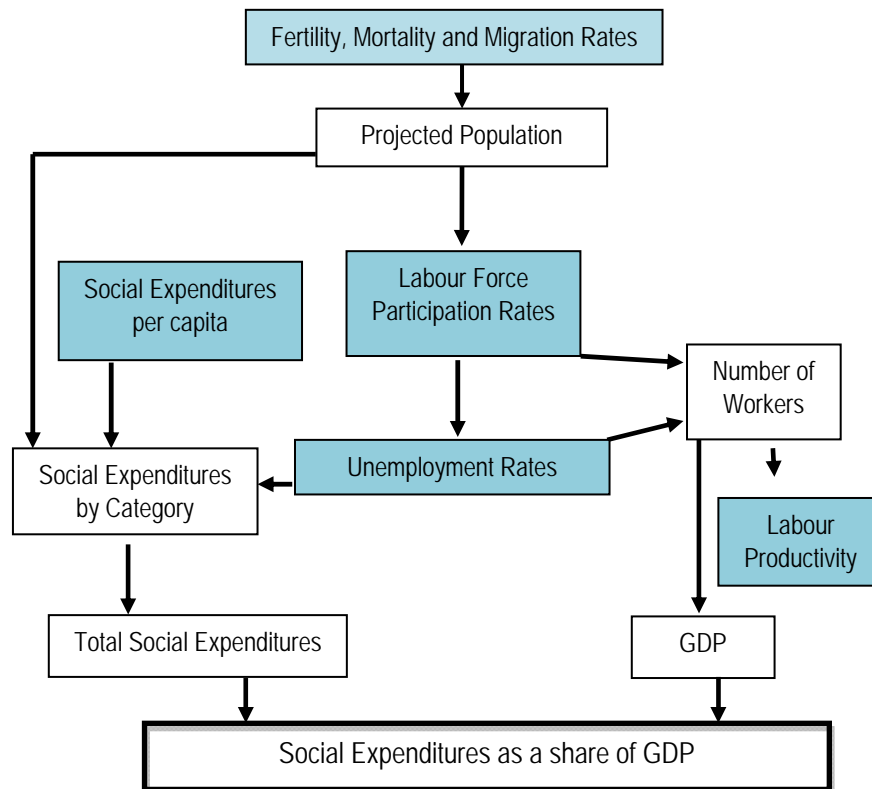 Fertility, Mortality and Migration Rates
Projected Population
Social Expenditures
per capita
Labour Force
Participation Rates
Number of
Workers
Social Expenditures
by Category
Unemployment Rates
Labour
Productivity
Total Social Expenditures
GDP
Social Expenditures as a share of GDP